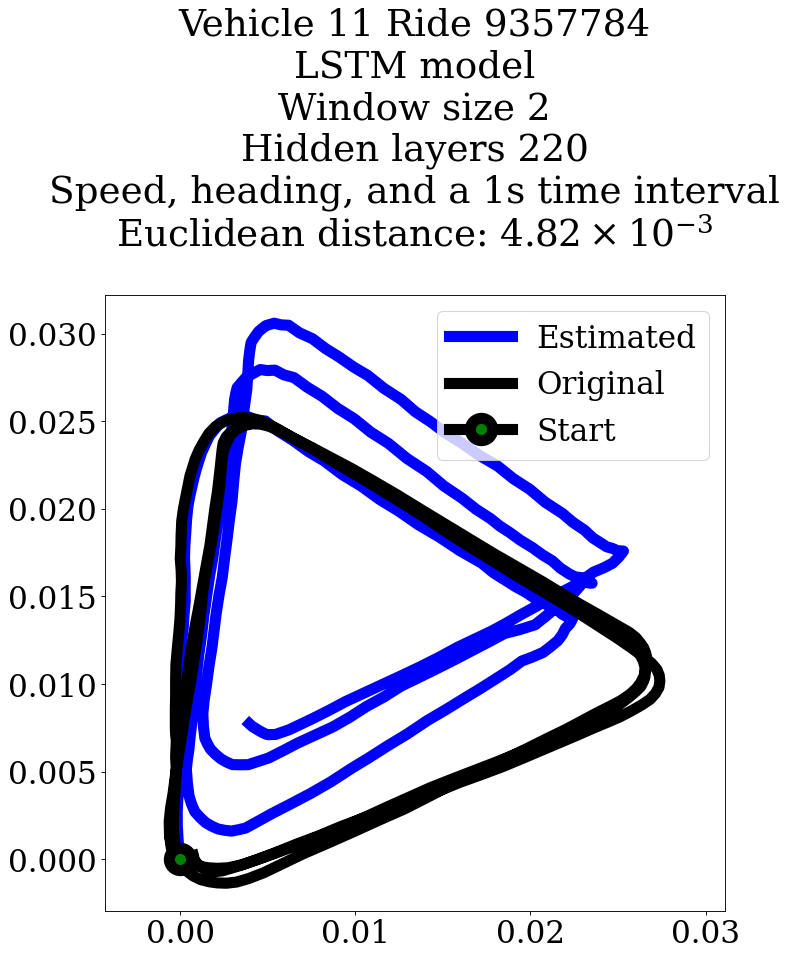 Vehicle 11 Ride 9357784
LSTM model
Window size 2
Hidden layers 220
Speed, heading, and a 1s time interval
Euclidean distance: 4.82 × 10⁻³
Estimated
Original
Start
0.030
0.025
0.020
0.015
0.010
0.005
0.000
0.00 0.01 0.02 0.03